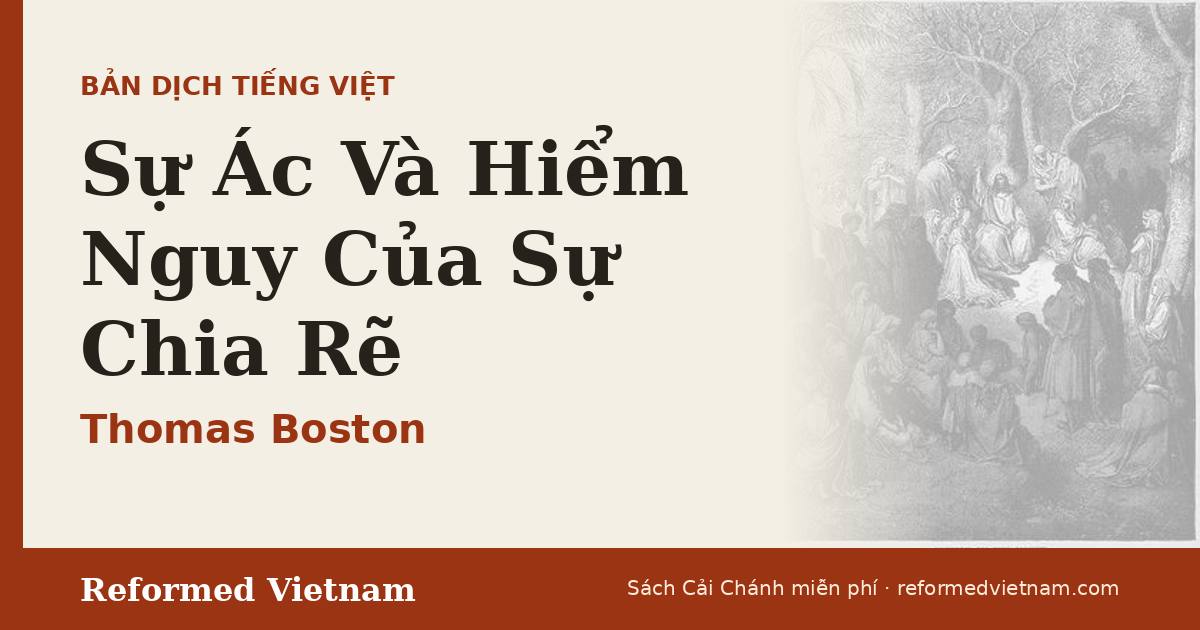 BẢN DỊCH TIẾNG VIỆT
Sự Ác Và Hiểm
Nguy Của Sự
Chia Rẽ
Thomas Boston
Reformed Vietnam
Sách Cải Chánh miễn phí · reformedvietnam.com